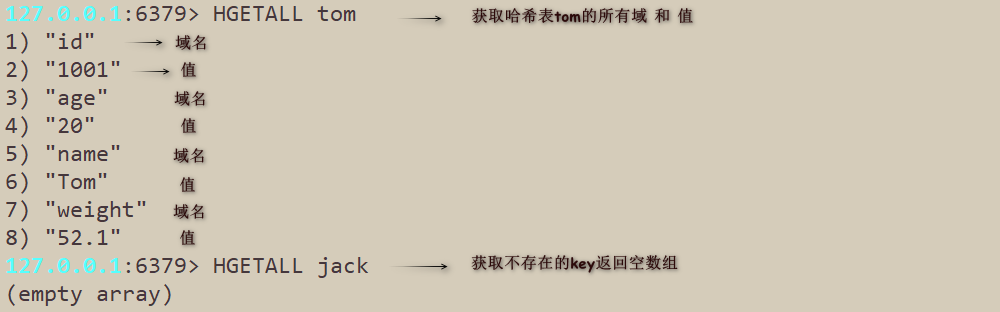 127.0.0.1:6379> HGETALL tom 获取哈希表tom的所有域 和 值
1) "id" 域名
2) "1001" 值
3) "age" 域名
4) "20" 值
5) "name" 域名
6) "Tom" 值
7) "weight" 域名
8) "52.1" 值
127.0.0.1:6379> HGETALL jack 获取不存在的key返回空数组
(empty array)